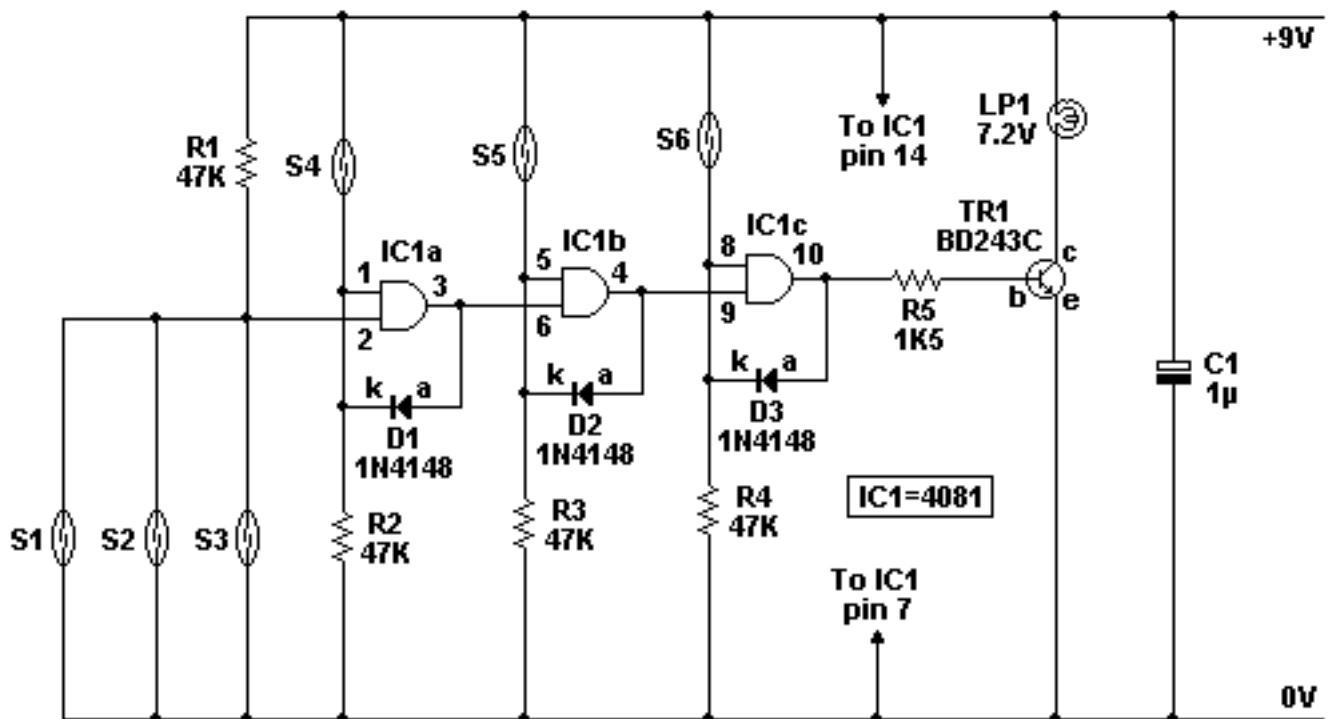 +9V
LP1
7.2V
To IC1
pin 14
R1
47K
S4
S5
S6
IC1a
IC1b
IC1c
TR1
BD243C
1
2
3
5
6
4
8
9
10
R5
1K5
b
c
e
k
a
D1
1N4148
k
a
D2
1N4148
k
a
D3
1N4148
C1
1µ
S1
S2
S3
R2
47K
R3
47K
R4
47K
IC1=4081
To IC1
pin 7
0V